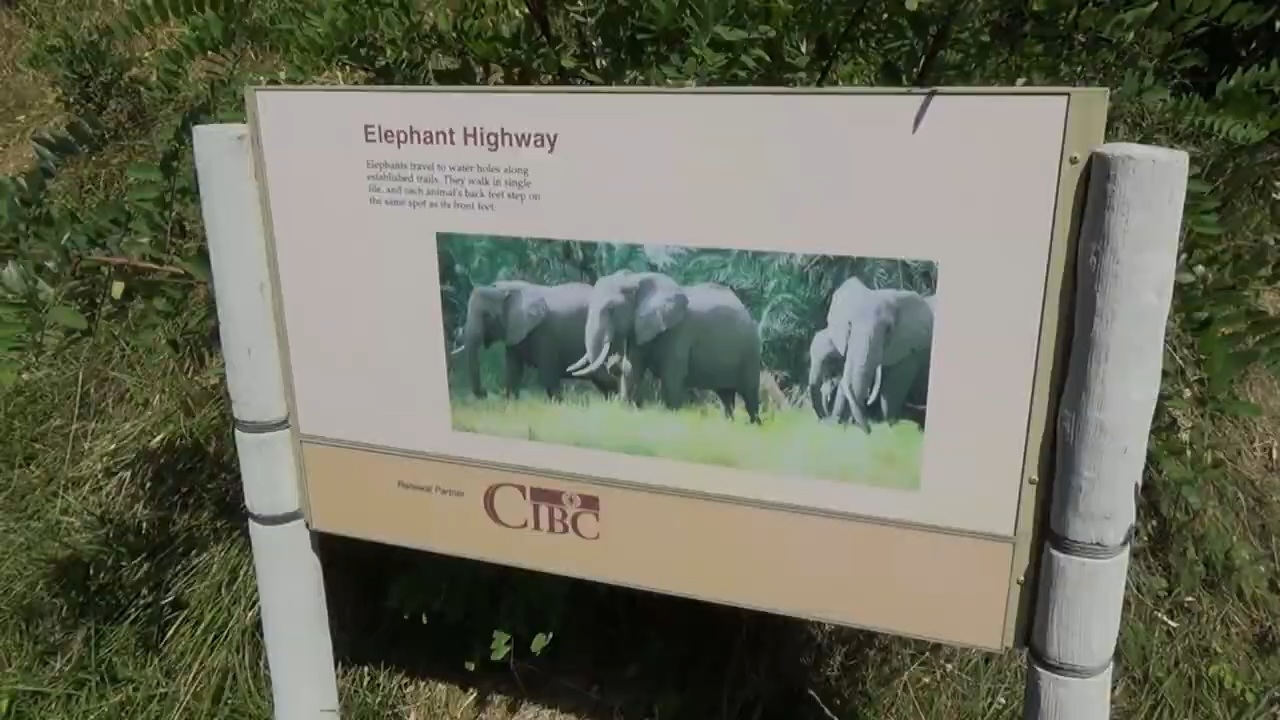 Elephant Highway
Elephants travel to water holes along
established trails. They walk in single
file, and each animal's back feet step on
the same spot as its front feet.
Renewal Partner
CIBC